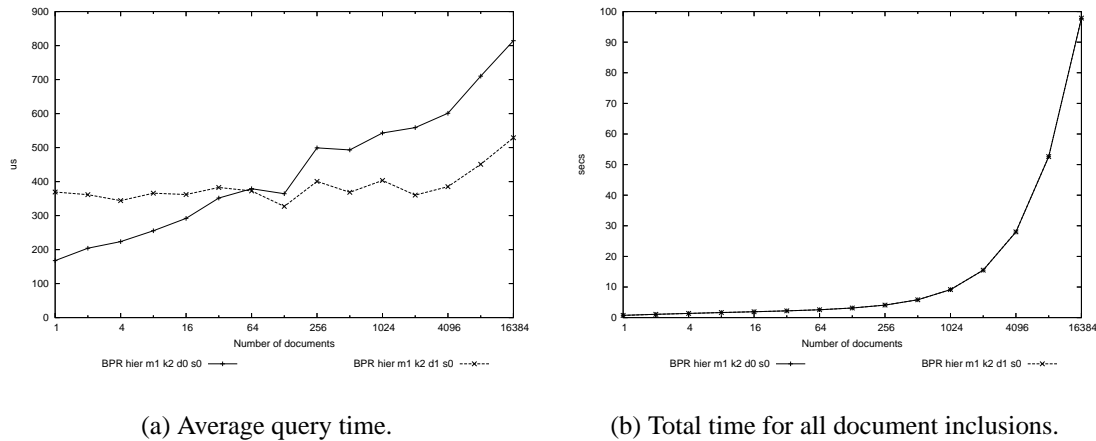 900
800
700
600
500
400
300
200
100
0
us
1 4 16 64 256 1024 4096 16384
Number of documents
BPR hier m1 k2 d0 s0 BPR hier m1 k2 d1 s0
(a) Average query time.
100
90
80
70
60
50
40
30
20
10
0
secs
1 4 16 64 256 1024 4096 16384
Number of documents
BPR hier m1 k2 d0 s0 BPR hier m1 k2 d1 s0
(b) Total time for all document inclusions.